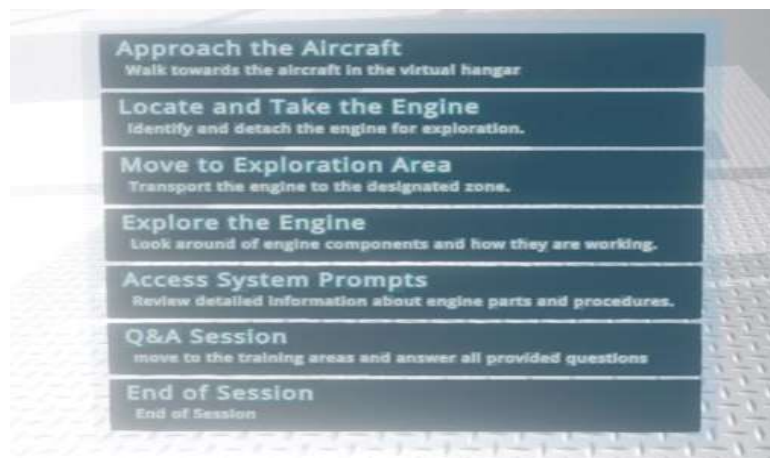 Approach the Aircraft
Walk towards the aircraft in the virtual hangar
Locate and Take the Engine
Identify and detach the engine for exploration.
Move to Exploration Area
Transport the engine to the designated zone.
Explore the Engine
Look around of engine components and how they are working.
Access System Prompts
Review detailed information about engine parts and procedures.
Q&A Session
move to the training areas and answer all provided questions
End of Session
End of Session